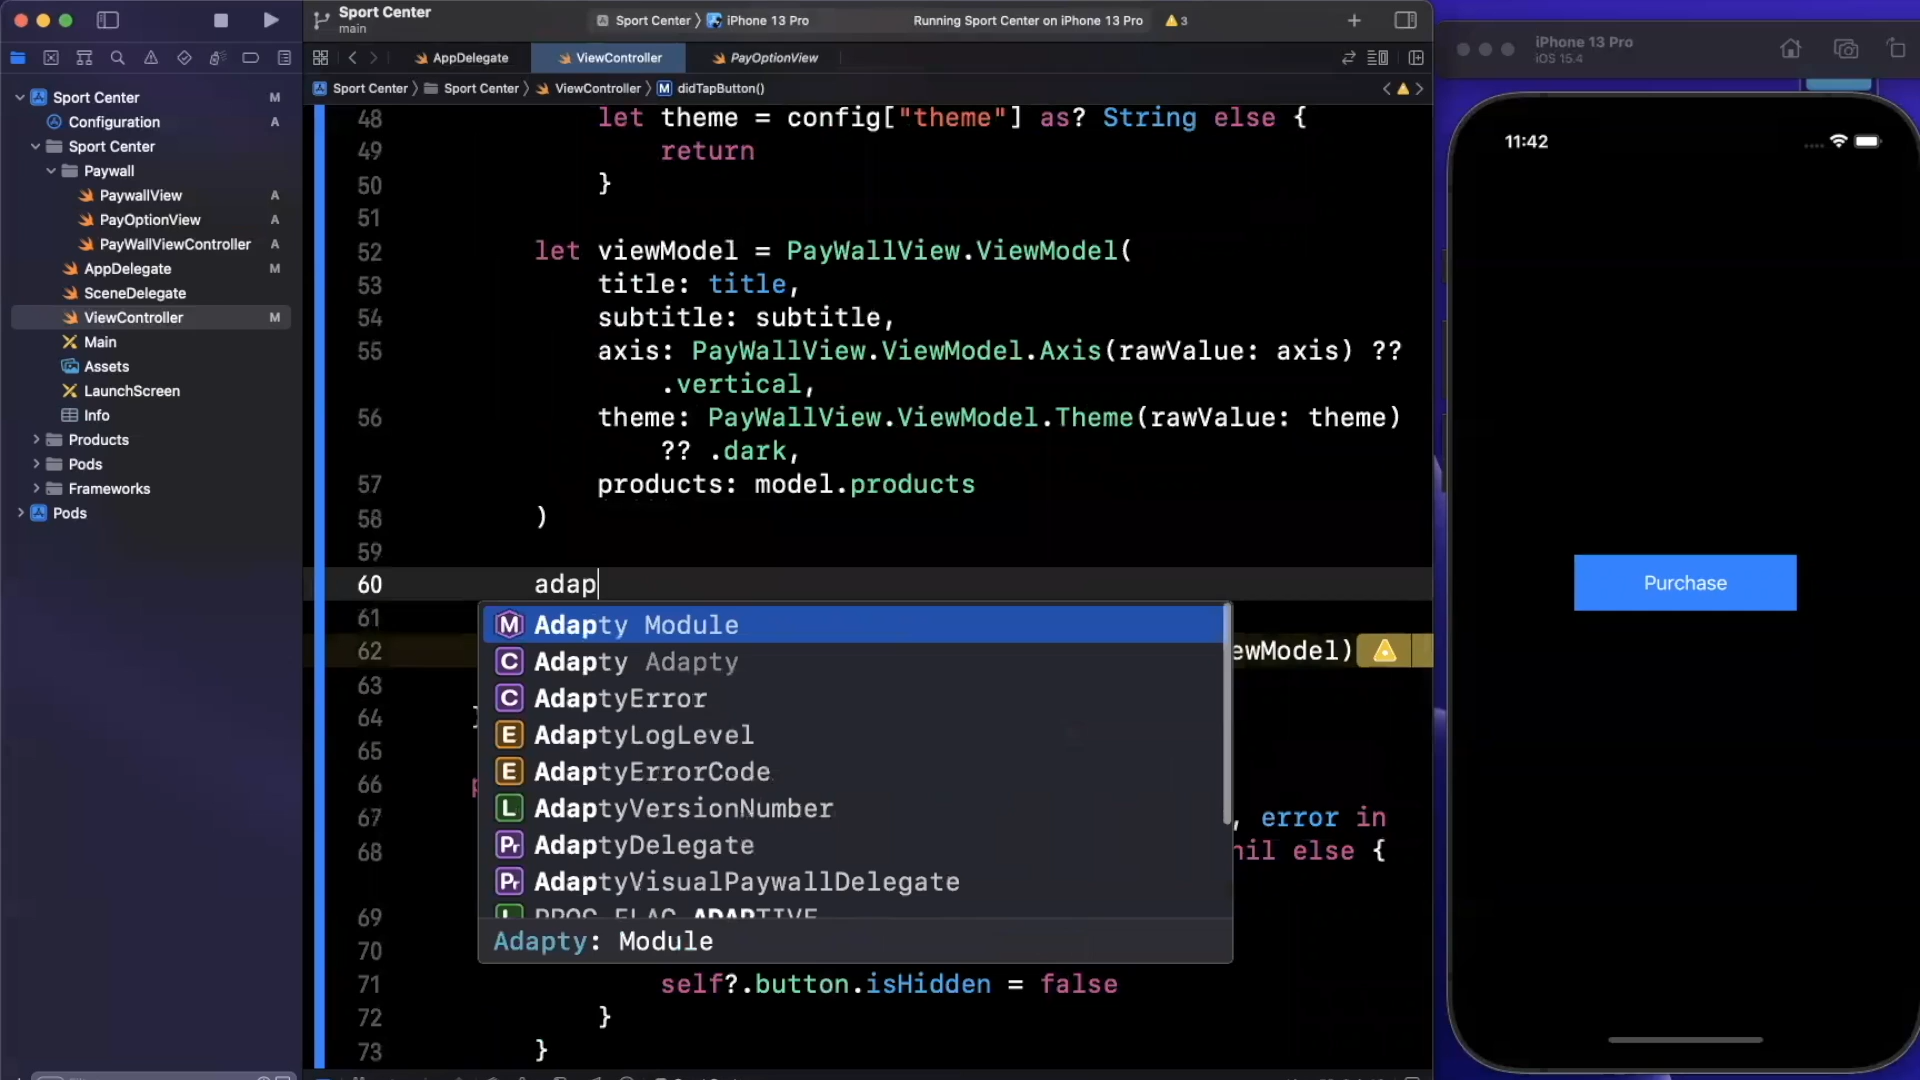 Sport Center
main
Sport Center
iPhone 13 Pro
Running Sport Center on iPhone 13 Pro
3
AppDelegate
ViewController
PayOptionView
Sport Center
Sport Center
ViewController
M
didTapButton()
Sport Center M
Configuration A
Sport Center
Paywall
PaywallView A
PayOptionView A
PayWallViewController A
AppDelegate M
SceneDelegate
ViewController M
Main
Assets
LaunchScreen
Info
Products
Pods
Frameworks
Pods
48 let theme = config["theme"] as? String else {
49 return
50 }
51
52 let viewModel = PayWallView.ViewModel(
53 title: title,
54 subtitle: subtitle,
55 axis: PayWallView.ViewModel.Axis(rawValue: axis) ??
.vertical,
56 theme: PayWallView.ViewModel.Theme(rawValue: theme)
?? .dark,
57 products: model.products
58 )
59
60 adap
61
62 ewModel)
63
64
65
66
67 , error in
68 nil else {
69
70
71 self?.button.isHidden = false
72 }
73 }
M Adapty Module
C Adapty Adapty
C AdaptyError
E AdaptyLogLevel
E AdaptyErrorCode
L AdaptyVersionNumber
Pr AdaptyDelegate
Pr AdaptyVisualPaywallDelegate
L PROC_FLAG_ADAPTIVE
Adapty: Module
iPhone 13 Pro
iOS 15.4
11:42
Purchase